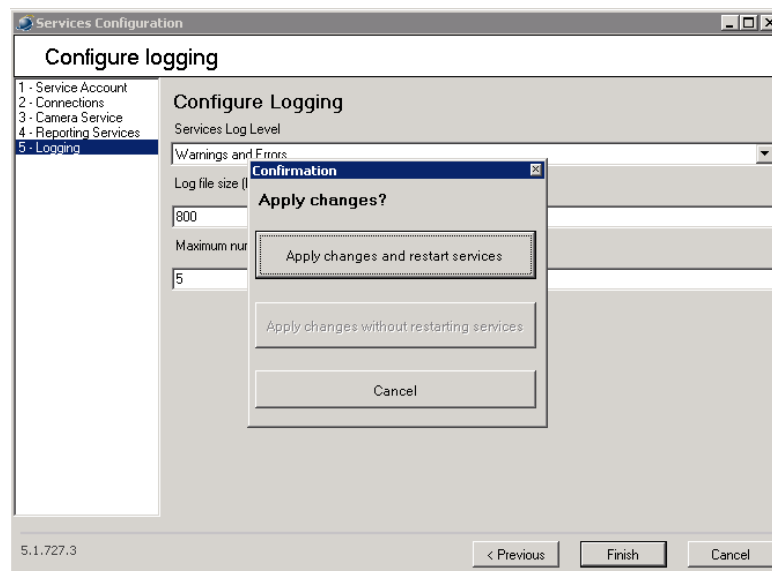 Services Configuration
Configure logging
1 - Service Account
2 - Connections
3 - Camera Service
4 - Reporting Services
5 - Logging
Configure Logging
Services Log Level
Warnings and Errors
Log file size (
800
Maximum
5
Confirmation
Apply changes?
Apply changes and restart services
Apply changes without restarting services
Cancel
5.1.727.3
< Previous
Finish
Cancel